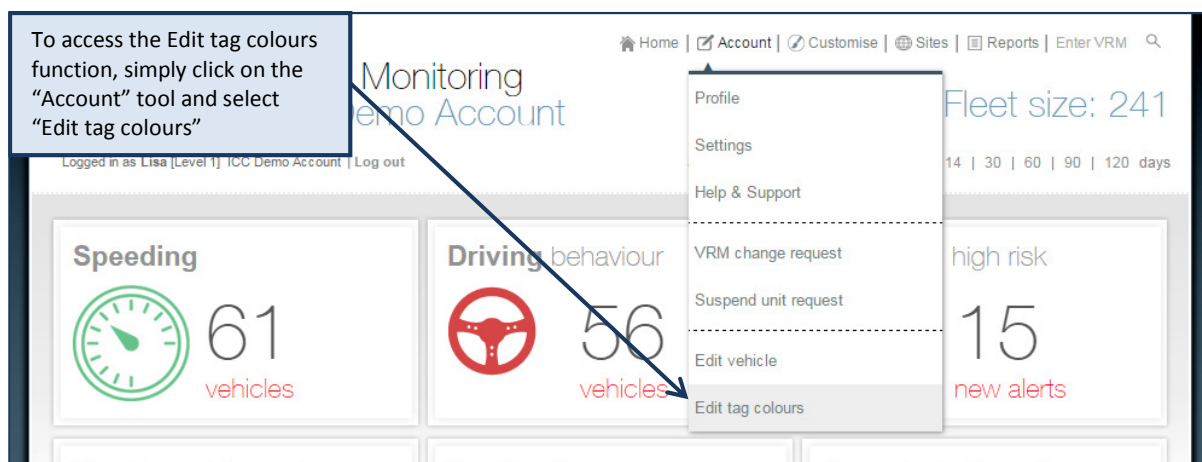 To access the Edit tag colours
function, simply click on the
“Account” tool and select
“Edit tag colours”
Home | Account | Customise | Sites | Reports | Enter VRM
Monitoring
Demo Account
Fleet size: 241
Logged in as Lisa [Level 1] ICC Demo Account | Log out
14 | 30 | 60 | 90 | 120 days
Profile
Settings
Help & Support
VRM change request
Suspend unit request
Edit vehicle
Edit tag colours
Speeding
61
vehicles
Driving behaviour
56
vehicles
high risk
15
new alerts